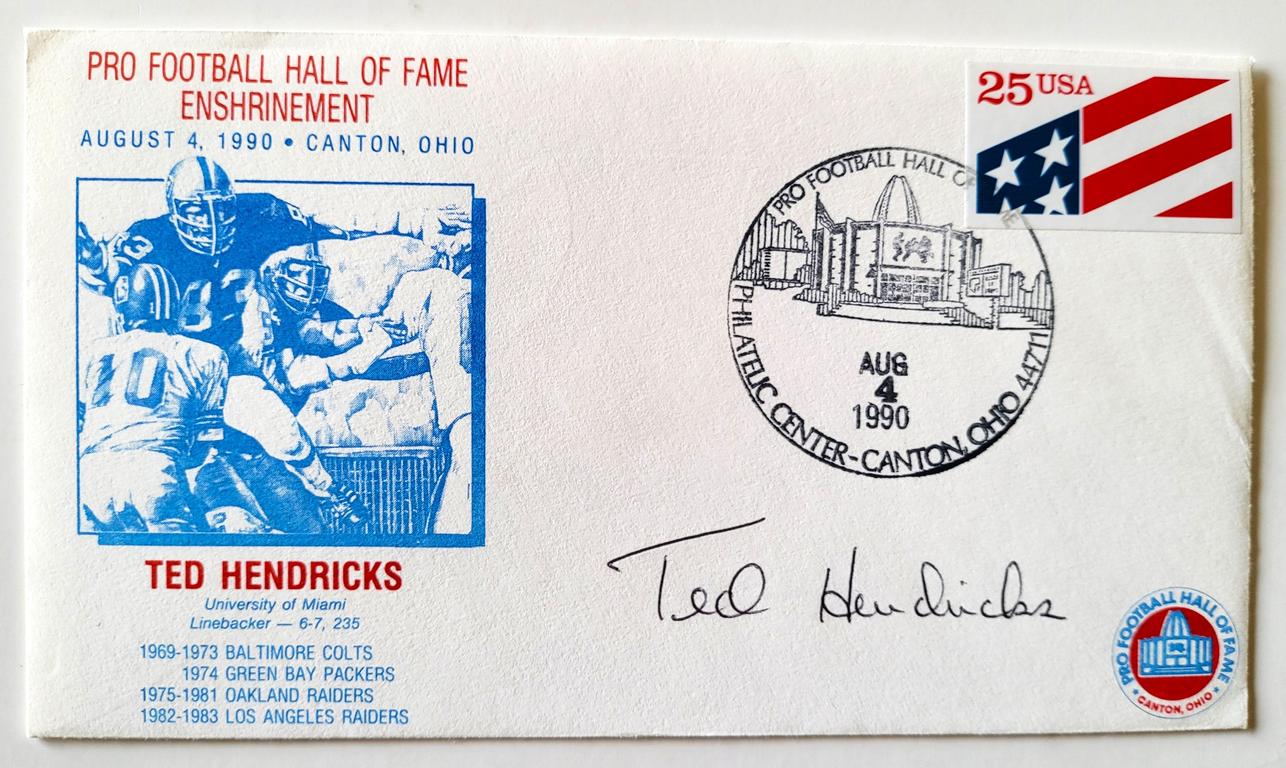 PRO FOOTBALL HALL OF FAME
ENSHRINEMENT
AUGUST 4, 1990 • CANTON, OHIO
25 USA
PRO FOOTBALL HALL OF
AUG
4
1990
PHILATELIC CENTER-CANTON, OHIO 44711
83
10
TED HENDRICKS
University of Miami
Linebacker — 6-7, 235
1969-1973 BALTIMORE COLTS
1974 GREEN BAY PACKERS
1975-1981 OAKLAND RAIDERS
1982-1983 LOS ANGELES RAIDERS
Ted Hendricks
PRO FOOTBALL HALL OF FAME
★ CANTON, OHIO ★